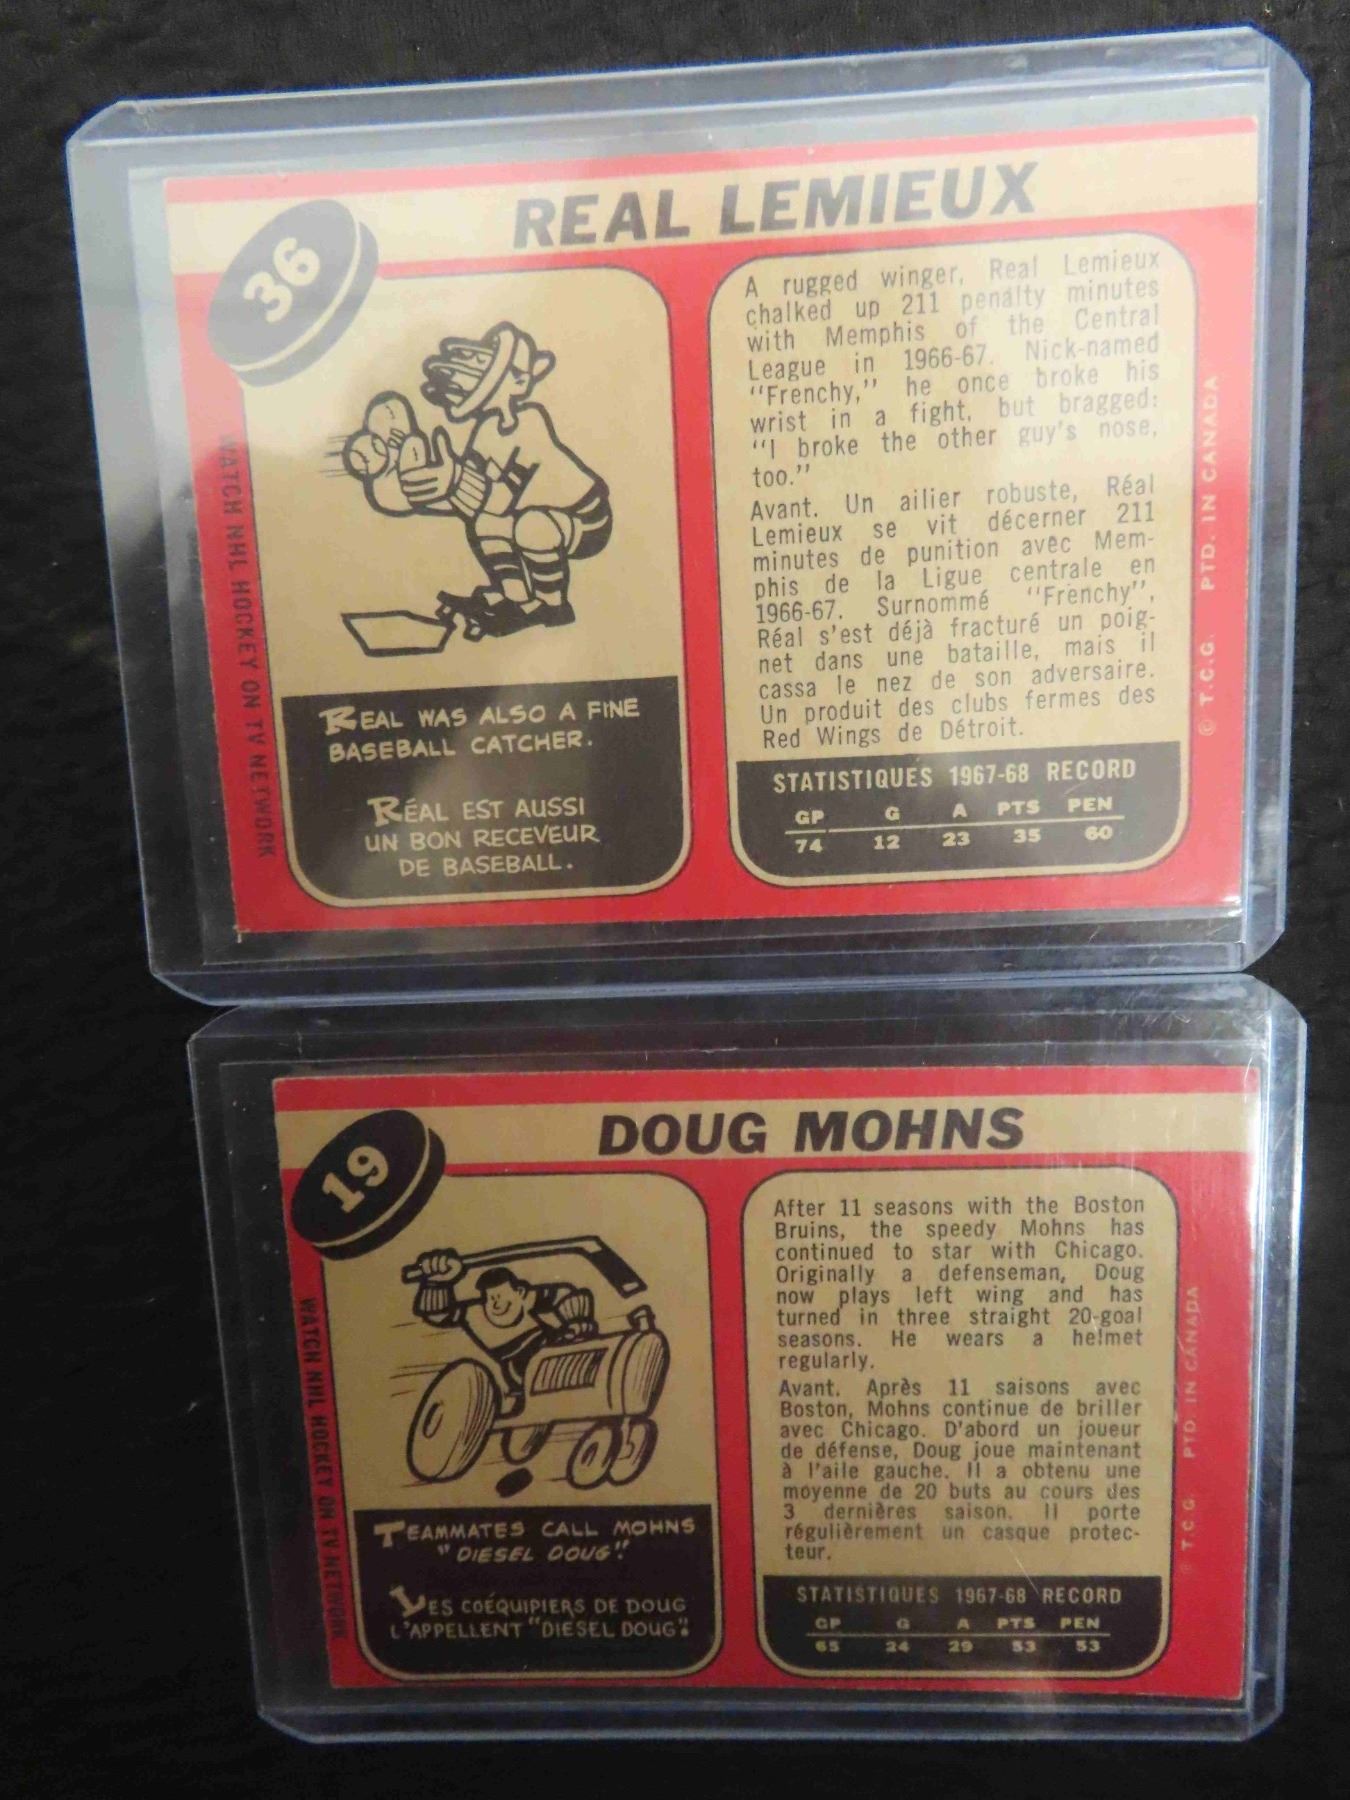 36
REAL LEMIEUX
A rugged winger, Real Lemieux
chalked up 211 penalty minutes
with Memphis of the Central
League in 1966-67. Nick-named
"Frenchy," he once broke his
wrist in a fight, but bragged:
"I broke the other guy's nose,
too."
Avant. Un ailier robuste, Réal
Lemieux se vit décerner 211
minutes de punition avec Mem-
phis de la Ligue centrale en
1966-67. Surnommé "Frenchy",
Réal s'est déjà fracturé un poig-
net dans une bataille, mais il
cassa le nez de son adversaire.
Un produit des clubs fermes des
Red Wings de Détroit.
REAL WAS ALSO A FINE
BASEBALL CATCHER.
RÉAL EST AUSSI
UN BON RECEVEUR
DE BASEBALL.
STATISTIQUES 1967-68 RECORD
GP G A PTS PEN
74 12 23 35 60
WATCH NHL HOCKEY ON TV NETWORK
© T.C.G. PTD. IN CANADA
19
DOUG MOHNS
After 11 seasons with the Boston
Bruins, the speedy Mohns has
continued to star with Chicago.
Originally a defenseman, Doug
now plays left wing and has
turned in three straight 20-goal
seasons. He wears a helmet
regularly.
Avant. Après 11 saisons avec
Boston, Mohns continue de briller
avec Chicago. D'abord un joueur
de défense, Doug joue maintenant
à l'aile gauche. Il a obtenu une
moyenne de 20 buts au cours des
3 dernières saison. Il porte
régulièrement un casque protec-
teur.
TEAMMATES CALL MOHNS
"DIESEL DOUG".
LES COÉQUIPIERS DE DOUG
L'APPELLENT "DIESEL DOUG".
STATISTIQUES 1967-68 RECORD
GP G A PTS PEN
65 24 29 53 53
WATCH NHL HOCKEY ON TV NETWORK
© T.C.G. PTD. IN CANADA